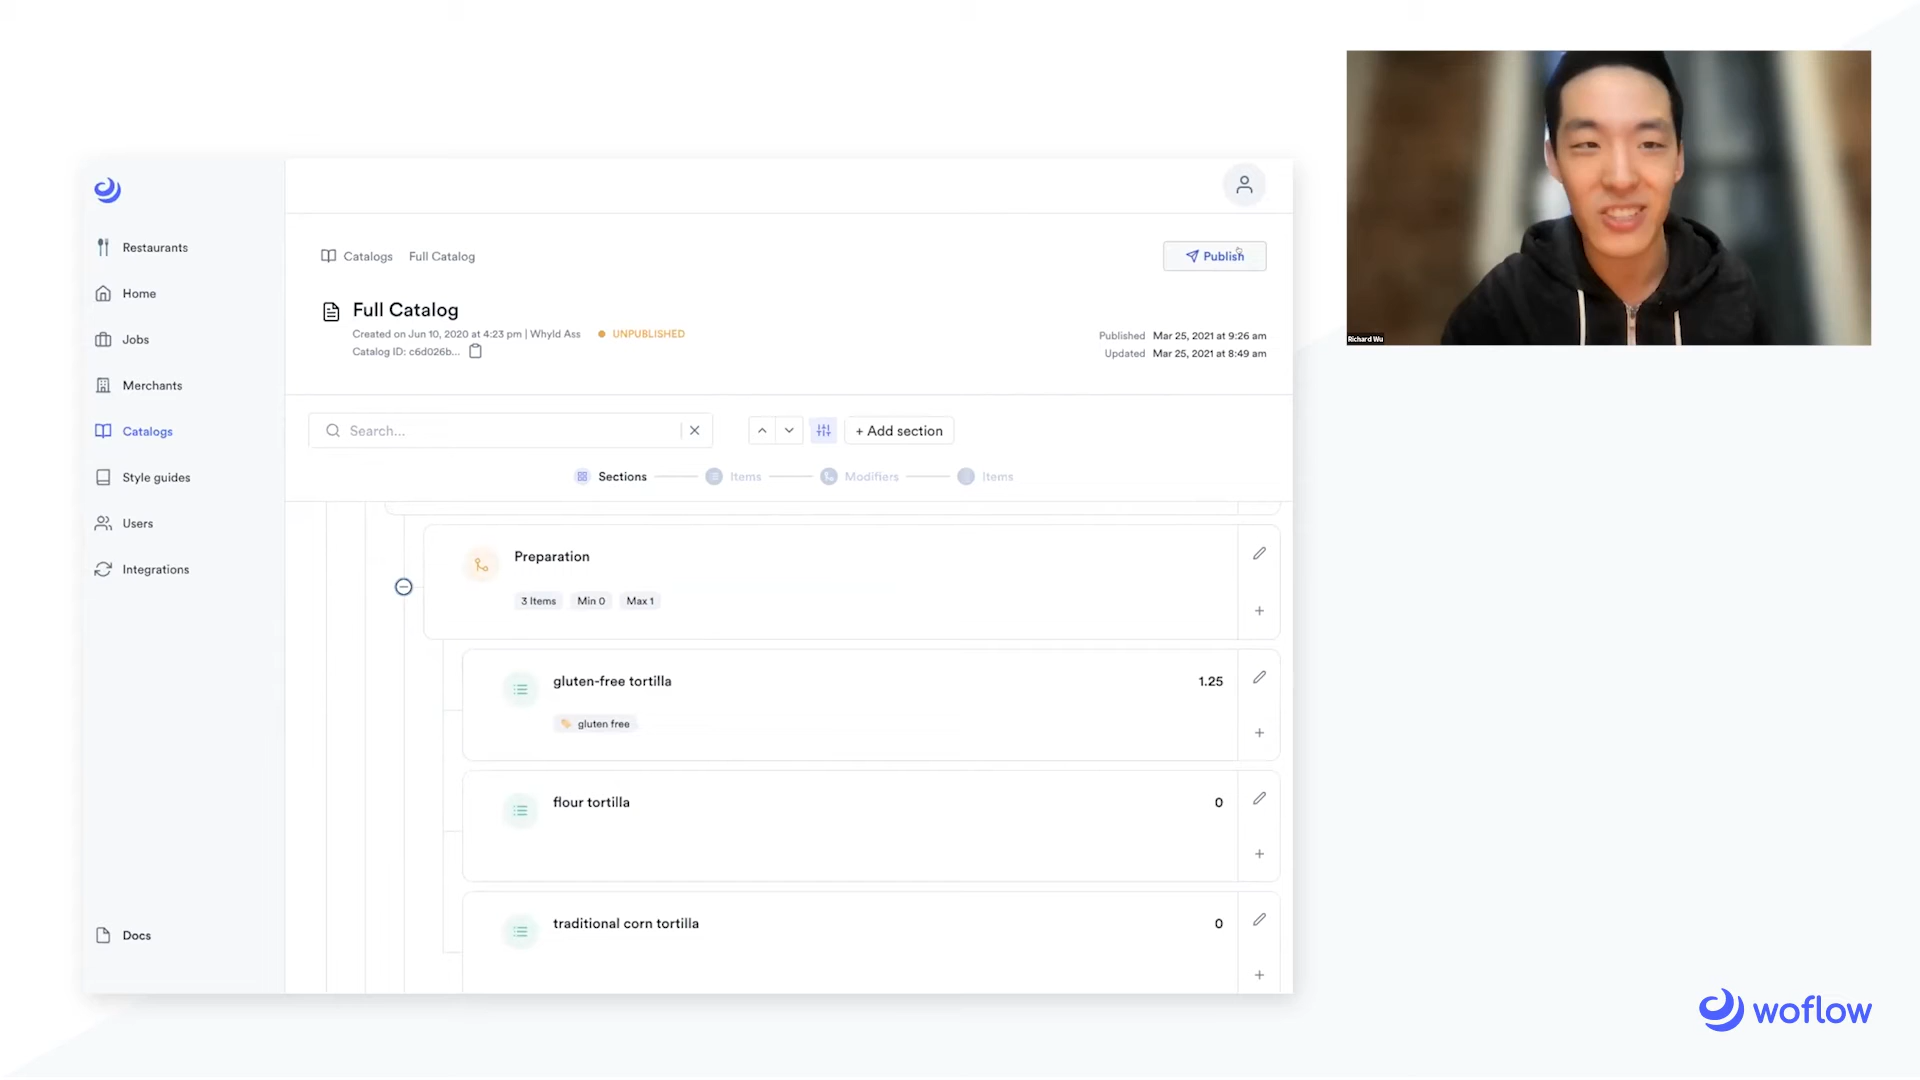 Restaurants
Home
Jobs
Merchants
Catalogs
Style guides
Users
Integrations
Docs
Catalogs Full Catalog
Publish
Full Catalog
Created on Jun 10, 2020 at 4:23 pm | Whyld Ass UNPUBLISHED
Catalog ID: c6d026b...
Published Mar 25, 2021 at 9:26 am
Updated Mar 25, 2021 at 8:49 am
Search...
+ Add section
Sections Items Modifiers Items
Preparation
3 Items Min 0 Max 1
gluten-free tortilla 1.25
gluten free
flour tortilla 0
traditional corn tortilla 0
Richard Wu
woflow